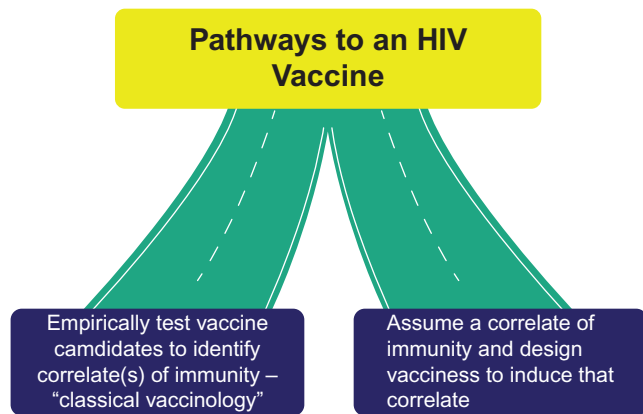 Pathways to an HIV
Vaccine
Empirically test vaccine
camdidates to identify
correlate(s) of immunity –
“classical vaccinology”
Assume a correlate of
immunity and design
vacciness to induce that
correlate